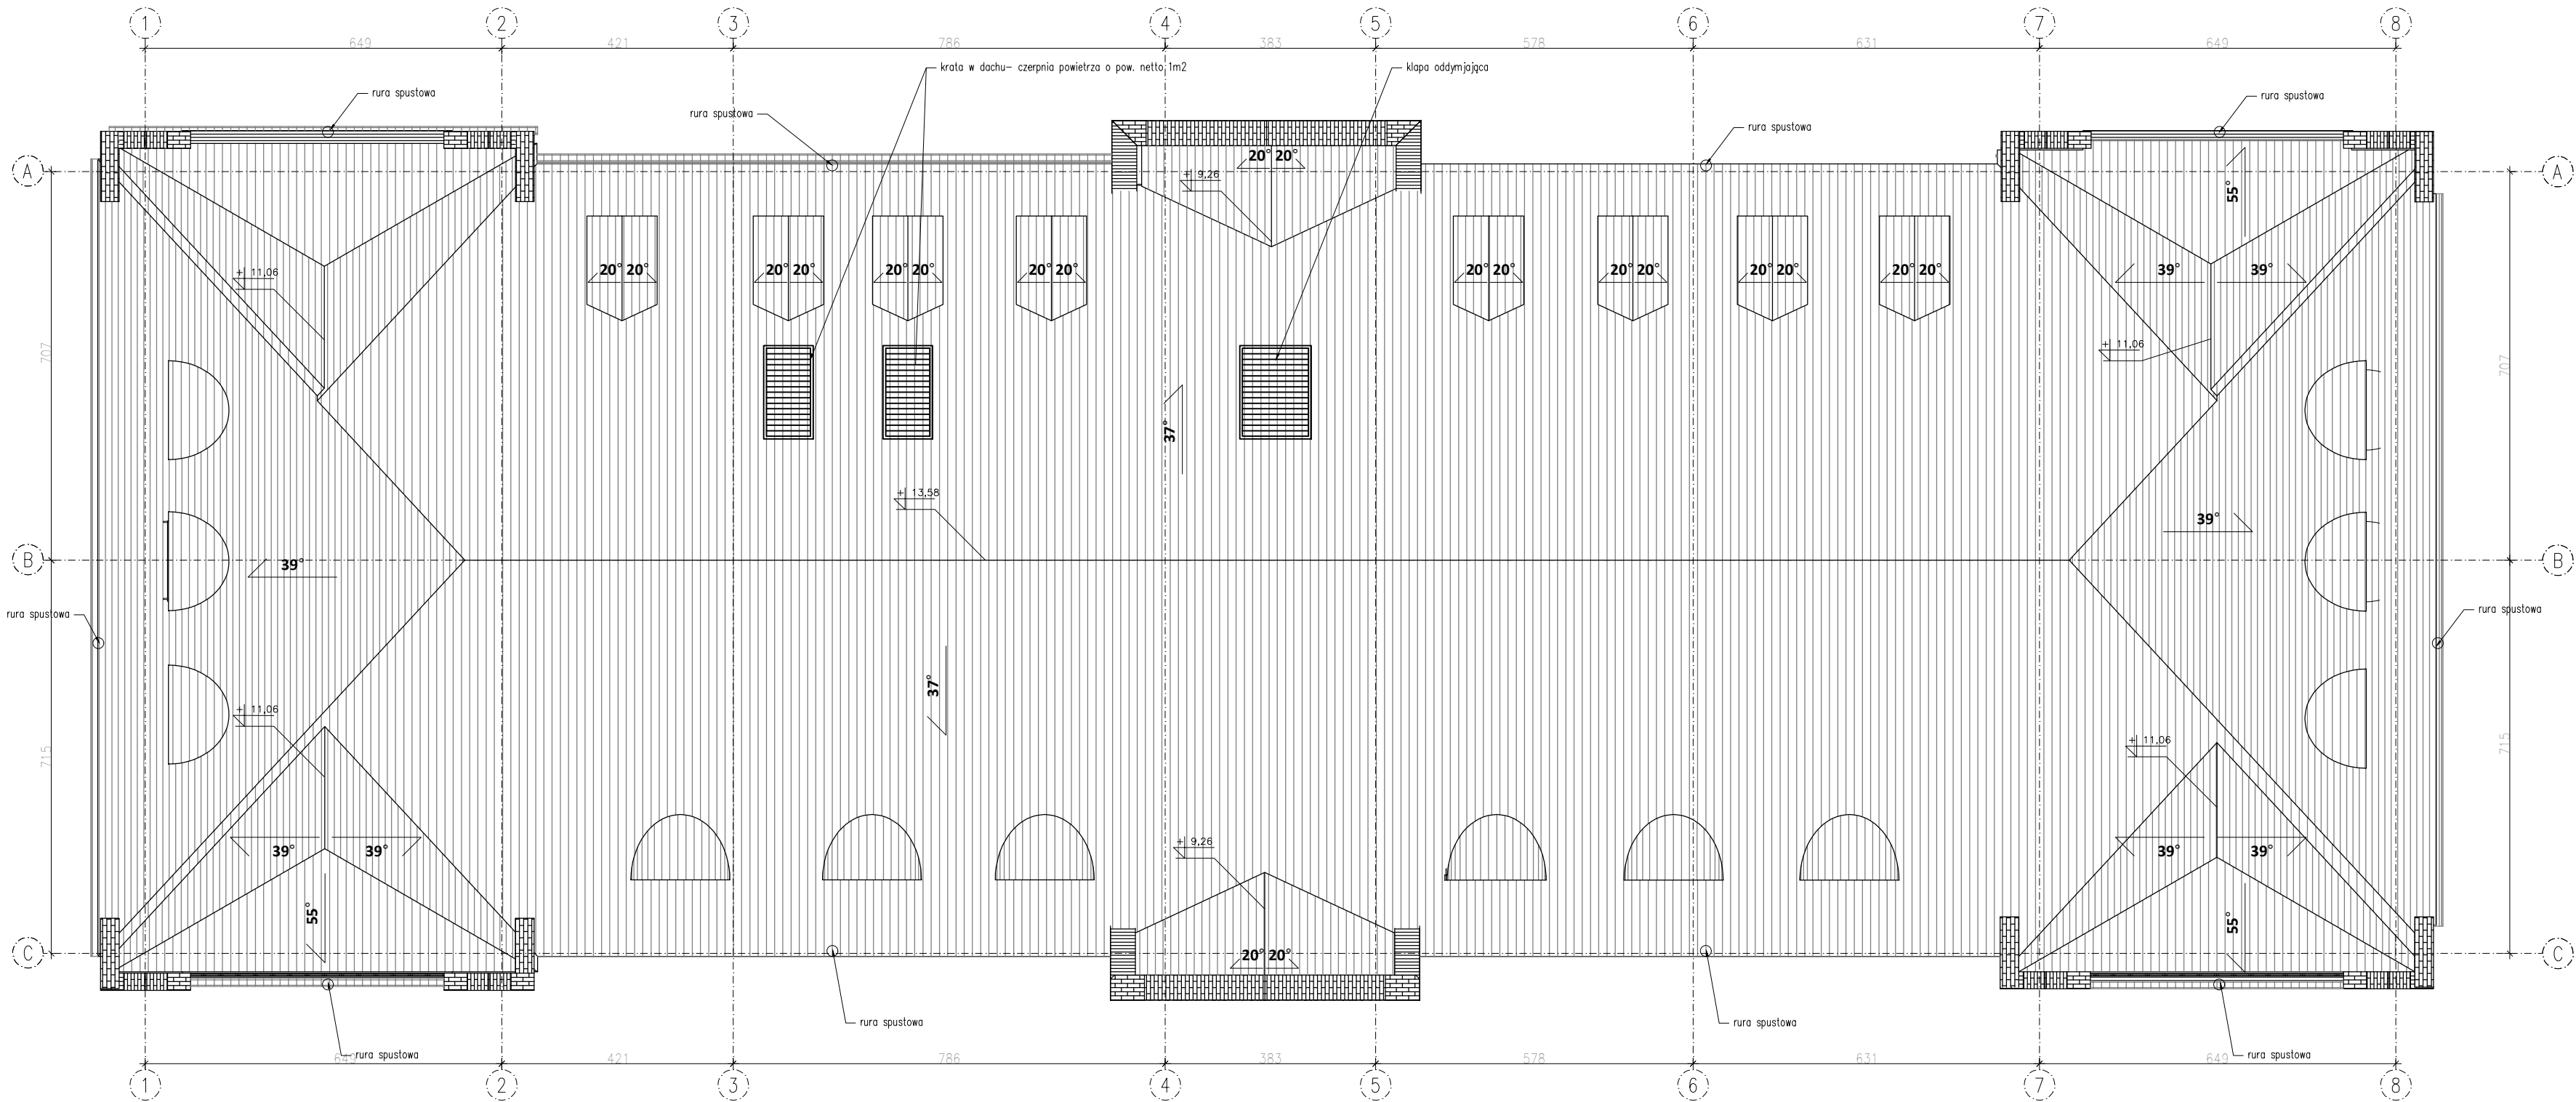 1 2 3 4 5 6 7 8
649 421 786 383 578 631 649
krata w dachu- czerpnia powietrza o pow. netto 1m2
klapa oddymiająca
rura spustowa
rura spustowa
rura spustowa
rura spustowa
A A
20° 20°
+ 9,26
55°
20° 20° 20° 20° 20° 20° 20° 20° 20° 20° 20° 20° 20° 20° 20° 20°
39° 39°
+ 11,06
+ 11,06
707 707
37°
+ 13,58
39°
B B
39°
rura spustowa
rura spustowa
37°
+ 11,06
+ 11,06
715 715
+ 9,26
39° 39°
39° 39°
55°
55°
20° 20°
C C
rura spustowa
rura spustowa
rura spustowa
rura spustowa
649 421 786 383 578 631 649
1 2 3 4 5 6 7 8